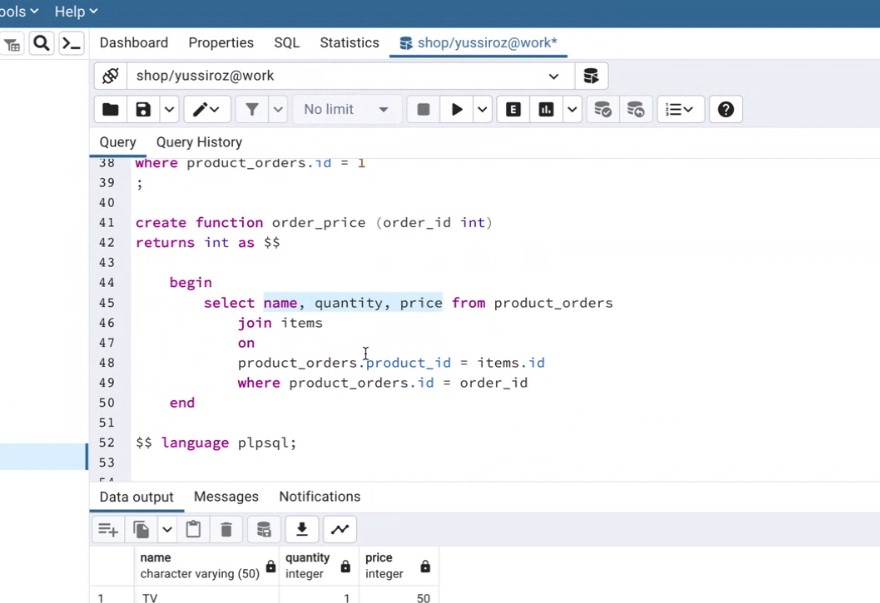 ools Help
Dashboard Properties SQL Statistics shop/yussiroz@work*
shop/yussiroz@work
No limit E ?
Query Query History
38 where product_orders.id = 1
39 ;
40
41 create function order_price (order_id int)
42 returns int as $$
43
44 begin
45 select name, quantity, price from product_orders
46 join items
47 on
48 product_orders.product_id = items.id
49 where product_orders.id = order_id
50 end
51
52 $$ language plpsql;
53
Data output Messages Notifications
name quantity price
character varying (50) integer integer
1 TV 1 50